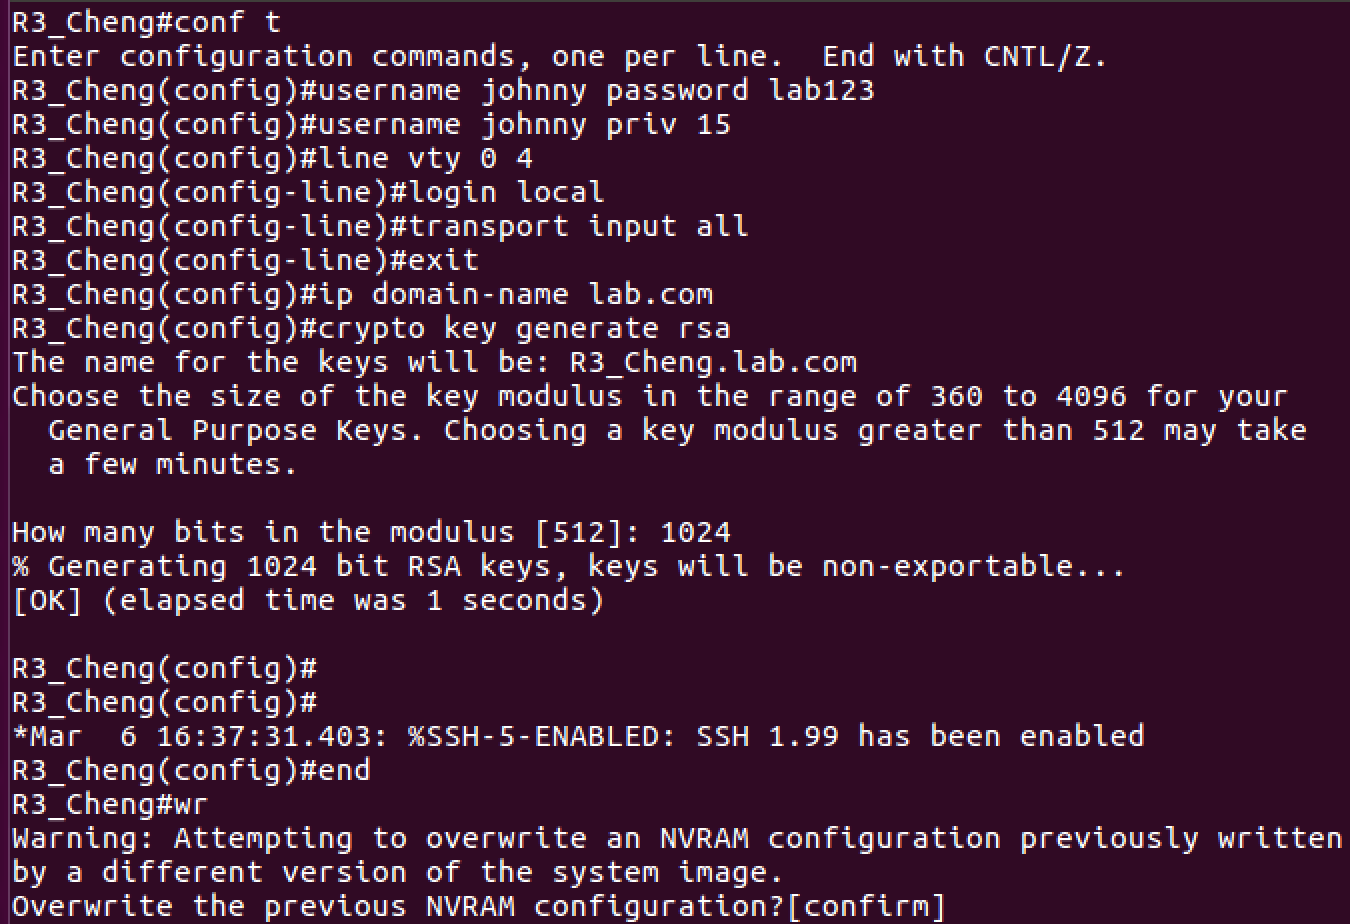 R3_Cheng#conf t
Enter configuration commands, one per line.  End with CNTL/Z.
R3_Cheng(config)#username johnny password lab123
R3_Cheng(config)#username johnny priv 15
R3_Cheng(config)#line vty 0 4
R3_Cheng(config-line)#login local
R3_Cheng(config-line)#transport input all
R3_Cheng(config-line)#exit
R3_Cheng(config)#ip domain-name lab.com
R3_Cheng(config)#crypto key generate rsa
The name for the keys will be: R3_Cheng.lab.com
Choose the size of the key modulus in the range of 360 to 4096 for your
  General Purpose Keys. Choosing a key modulus greater than 512 may take
  a few minutes.

How many bits in the modulus [512]: 1024
% Generating 1024 bit RSA keys, keys will be non-exportable...
[OK] (elapsed time was 1 seconds)

R3_Cheng(config)#
R3_Cheng(config)#
*Mar  6 16:37:31.403: %SSH-5-ENABLED: SSH 1.99 has been enabled
R3_Cheng(config)#end
R3_Cheng#wr
Warning: Attempting to overwrite an NVRAM configuration previously written
by a different version of the system image.
Overwrite the previous NVRAM configuration?[confirm]